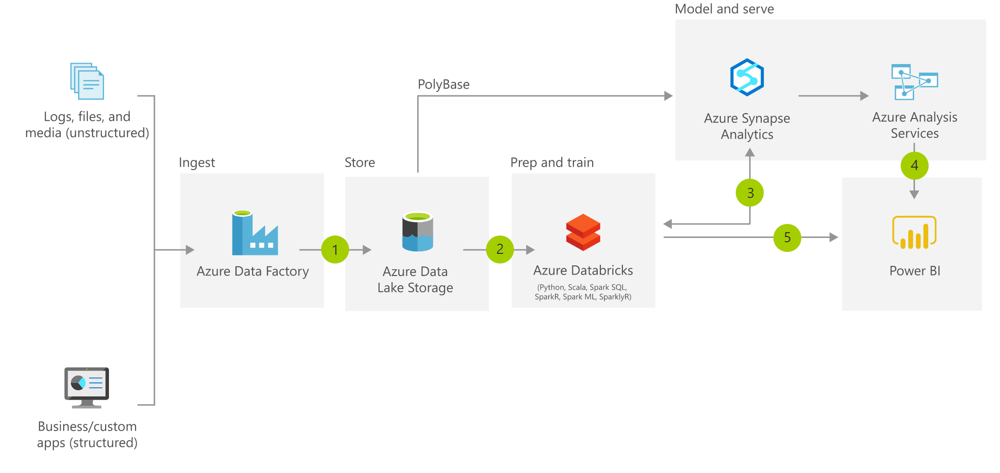 Model and serve
PolyBase
Logs, files, and
media (unstructured)
Azure Synapse
Analytics
Azure Analysis
Services
Ingest
Store
Prep and train
4
3
5
1
2
Azure Data Factory
Azure Data
Lake Storage
Azure Databricks
(Python, Scala, Spark SQL,
SparkR, Spark ML, SparklyR)
Power BI
Business/custom
apps (structured)